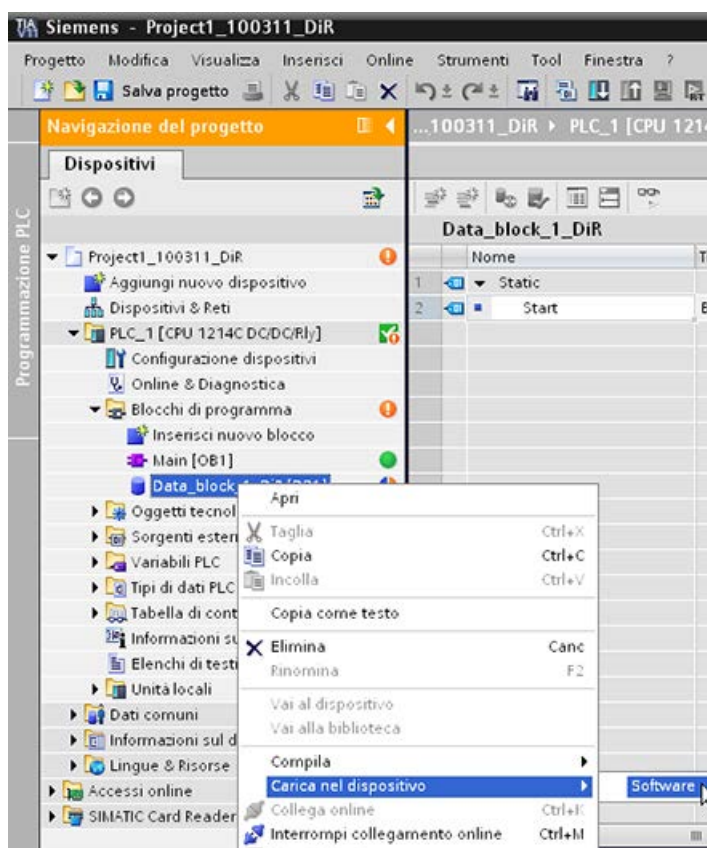 Siemens - Project1_100311_DiR
Progetto Modifica Visualizza Inserisci Online Strumenti Tool Finestra ?
Salva progetto
Navigazione del progetto
...100311_DiR PLC_1 [CPU 1214
Dispositivi
Programmazione PLC
Data_block_1_DiR
Nome
1 Static
2 Start
Project1_100311_DiR
Aggiungi nuovo dispositivo
Dispositivi & Reti
PLC_1 [CPU 1214C DC/DC/Rly]
Configurazione dispositivi
Online & Diagnostica
Blocchi di programma
Inserisci nuovo blocco
Main [OB1]
Data_block
Oggetti tecnol
Sorgenti estern
Variabili PLC
Tipi di dati PLC
Tabella di cont
Informazioni su
Elenchi di testi
Unità locali
Dati comuni
Informazioni sul d
Lingue & Risorse
Accessi online
SIMATIC Card Reader
Apri
Taglia Ctrl+X
Copia Ctrl+C
Incolla Ctrl+V
Copia come testo
Elimina Canc
Rinomina F2
Vai al dispositivo
Vai alla biblioteca
Compila
Carica nel dispositivo
Software
Collega online Ctrl+K
Interrompi collegamento online Ctrl+M